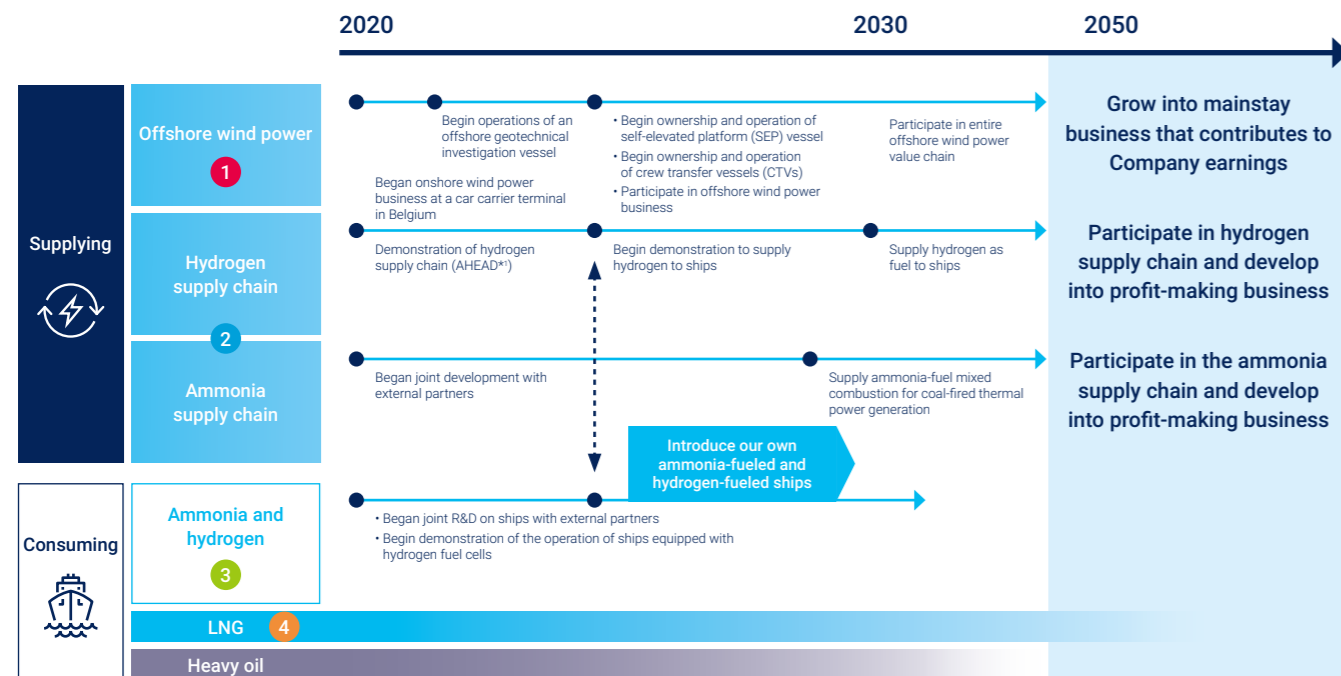 2020
2030
2050
Supplying
Offshore wind power
1
Begin operations of an
offshore geotechnical
investigation vessel
Began onshore wind power
business at a car carrier terminal
in Belgium
• Begin ownership and operation of
self-elevated platform (SEP) vessel
• Begin ownership and operation
of crew transfer vessels (CTVs)
• Participate in offshore wind power
business
Participate in entire
offshore wind power
value chain
Grow into mainstay
business that contributes to
Company earnings
Hydrogen
supply chain
Demonstration of hydrogen
supply chain (AHEAD*¹)
Begin demonstration to supply
hydrogen to ships
Supply hydrogen as
fuel to ships
Participate in hydrogen
supply chain and develop
into profit-making business
2
Ammonia
supply chain
Began joint development with
external partners
Supply ammonia-fuel mixed
combustion for coal-fired thermal
power generation
Participate in the ammonia
supply chain and develop
into profit-making business
Introduce our own
ammonia-fueled and
hydrogen-fueled ships
Consuming
Ammonia and
hydrogen
3
• Began joint R&D on ships with external partners
• Begin demonstration of the operation of ships equipped with
hydrogen fuel cells
LNG 4
Heavy oil